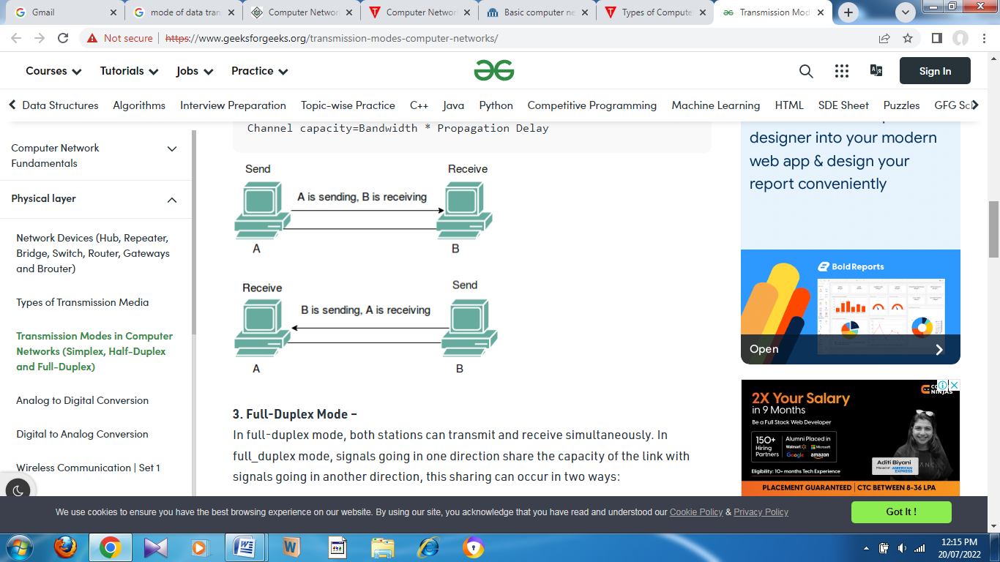 Gmail
mode of data tran
Computer Networ
Computer Networ
Basic computer ne
Types of Compute
Transmission Mod
Not secure
https://www.geeksforgeeks.org/transmission-modes-computer-networks/
Courses
Tutorials
Jobs
Practice
Sign In
Data Structures
Algorithms
Interview Preparation
Topic-wise Practice
C++
Java
Python
Competitive Programming
Machine Learning
HTML
SDE Sheet
Puzzles
GFG Sch
Computer Network
Fundamentals
Physical layer
Network Devices (Hub, Repeater,
Bridge, Switch, Router, Gateways
and Brouter)
Types of Transmission Media
Transmission Modes in Computer
Networks (Simplex, Half-Duplex
and Full-Duplex)
Analog to Digital Conversion
Digital to Analog Conversion
Wireless Communication | Set 1
Channel capacity=Bandwidth * Propagation Delay
Send
Receive
A is sending, B is receiving
A
B
Receive
Send
B is sending, A is receiving
A
B
3. Full-Duplex Mode –
In full-duplex mode, both stations can transmit and receive simultaneously. In
full_duplex mode, signals going in one direction share the capacity of the link with
signals going in another direction, this sharing can occur in two ways:
designer into your modern
web app & design your
report conveniently
BoldReports
Open
2X Your Salary
in 9 Months
Be a Full Stack Web Developer
150+
Hiring
Partners
Alumni Placed in
Walmart
Microsoft
Google
amazon
Eligibility: 10+ months Tech Experience
Aditi Biyani
Placed at: AMERICAN EXPRESS
PLACEMENT GUARANTEED | CTC BETWEEN 8-36 LPA
We use cookies to ensure you have the best browsing experience on our website. By using our site, you acknowledge that you have read and understood our Cookie Policy & Privacy Policy
Got It !
12:15 PM
20/07/2022